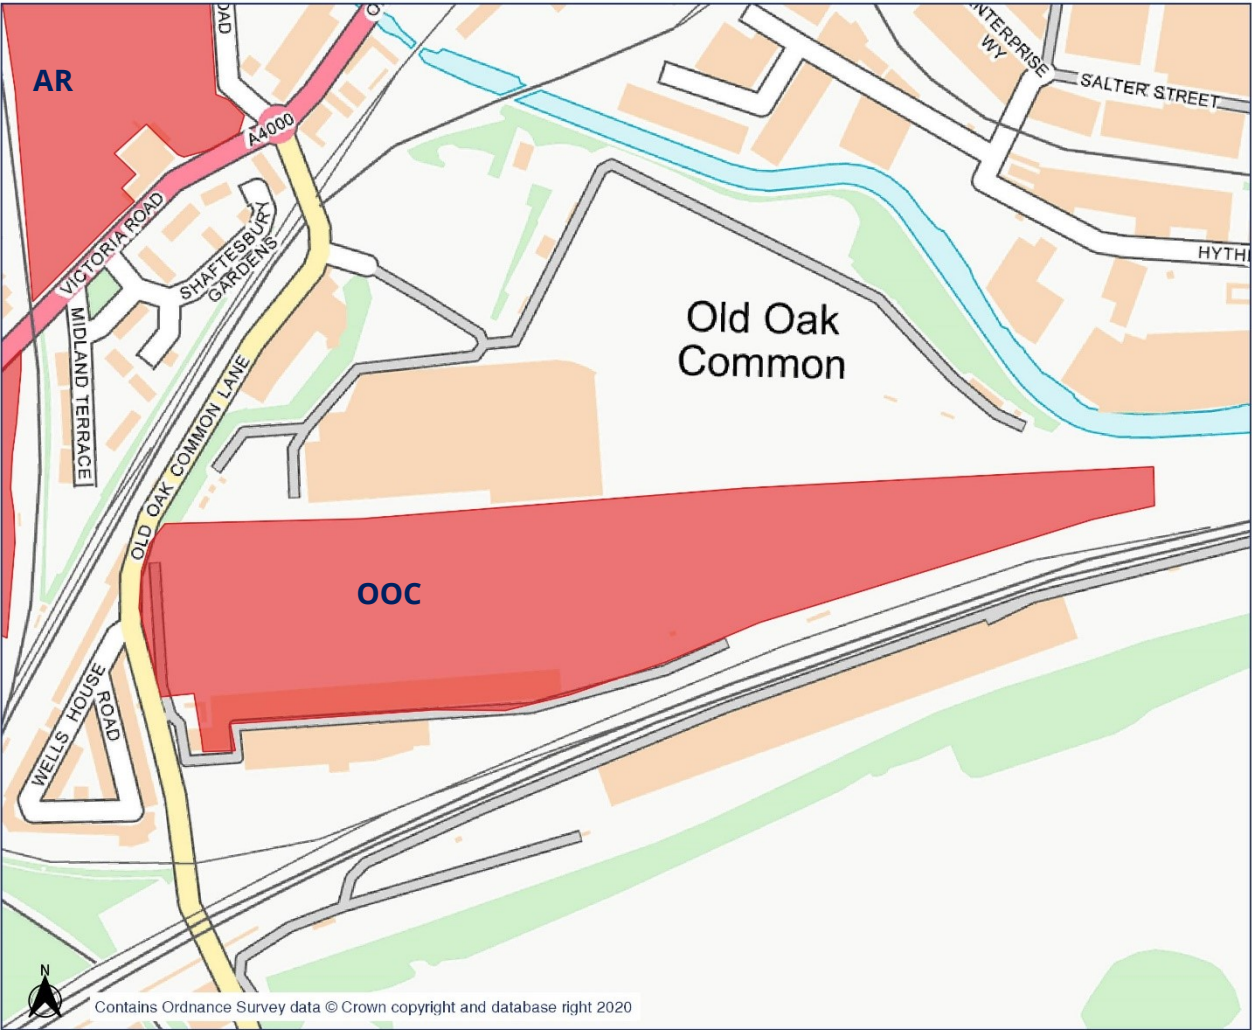 OAD
O
ENTERPRISE
WY
SALTER STREET
AR
A4000
VICTORIA ROAD
SHAFTESBURY
GARDENS
HYTHE
MIDLAND TERRACE
Old Oak
Common
OLD OAK COMMON LANE
OOC
WELLS HOUSE
ROAD
N
Contains Ordnance Survey data © Crown copyright and database right 2020